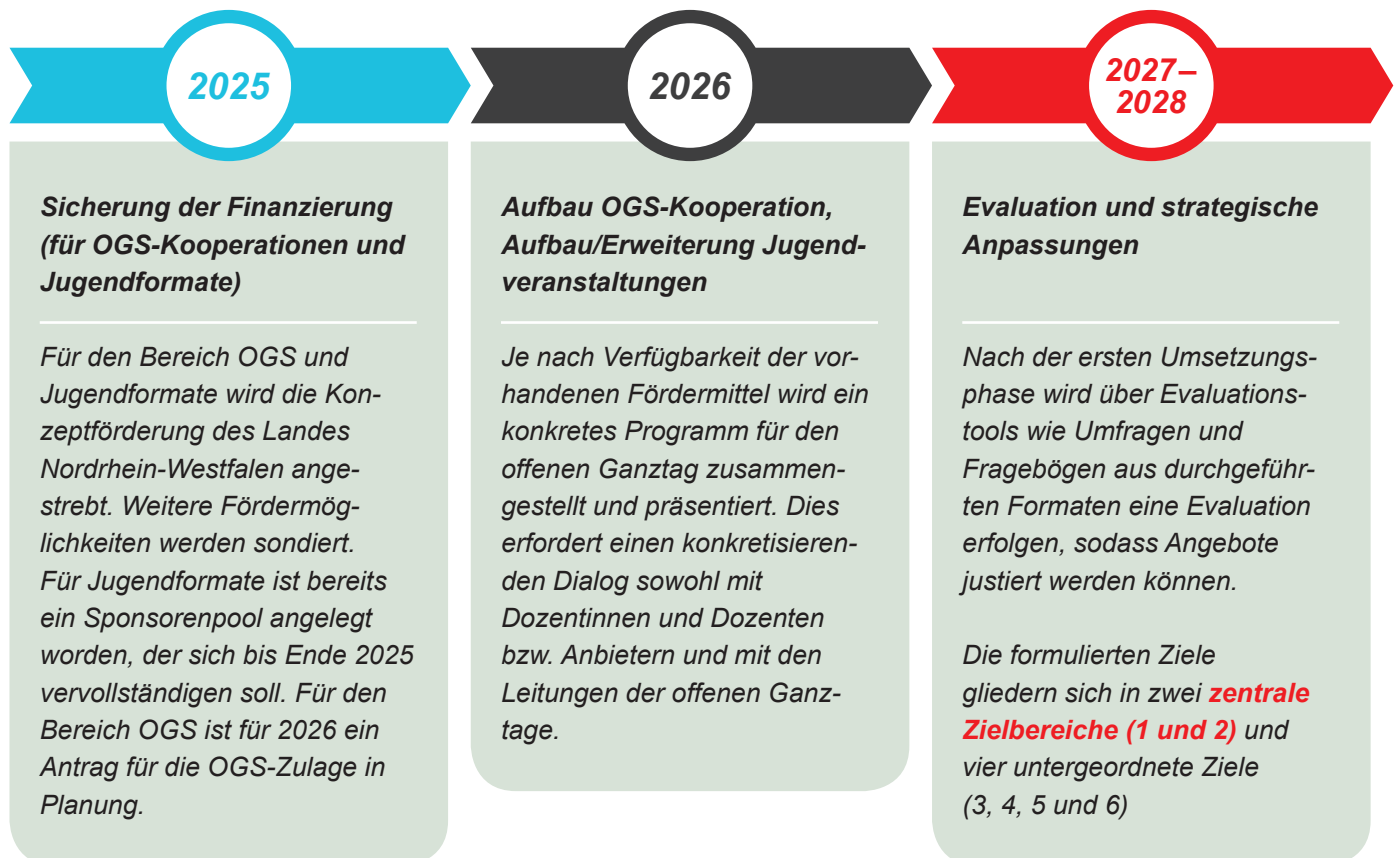 2025
Sicherung der Finanzierung
(für OGS-Kooperationen und
Jugendformate)
Für den Bereich OGS und
Jugendformate wird die Kon-
zeptförderung des Landes
Nordrhein-Westfalen ange-
strebt. Weitere Fördermög-
lichkeiten werden sondiert.
Für Jugendformate ist bereits
ein Sponsorenpool angelegt
worden, der sich bis Ende 2025
vervollständigen soll. Für den
Bereich OGS ist für 2026 ein
Antrag für die OGS-Zulage in
Planung.
2026
Aufbau OGS-Kooperation,
Aufbau/Erweiterung Jugend-
veranstaltungen
Je nach Verfügbarkeit der vor-
handenen Fördermittel wird ein
konkretes Programm für den
offenen Ganztag zusammen-
gestellt und präsentiert. Dies
erfordert einen konkretisieren-
den Dialog sowohl mit
Dozentinnen und Dozenten
bzw. Anbietern und mit den
Leitungen der offenen Ganz-
tage.
2027–
2028
Evaluation und strategische
Anpassungen
Nach der ersten Umsetzungs-
phase wird über Evaluations-
tools wie Umfragen und
Fragebögen aus durchgeführ-
ten Formaten eine Evaluation
erfolgen, sodass Angebote
justiert werden können.
Die formulierten Ziele
gliedern sich in zwei zentrale
Zielbereiche (1 und 2) und
vier untergeordnete Ziele
(3, 4, 5 und 6)